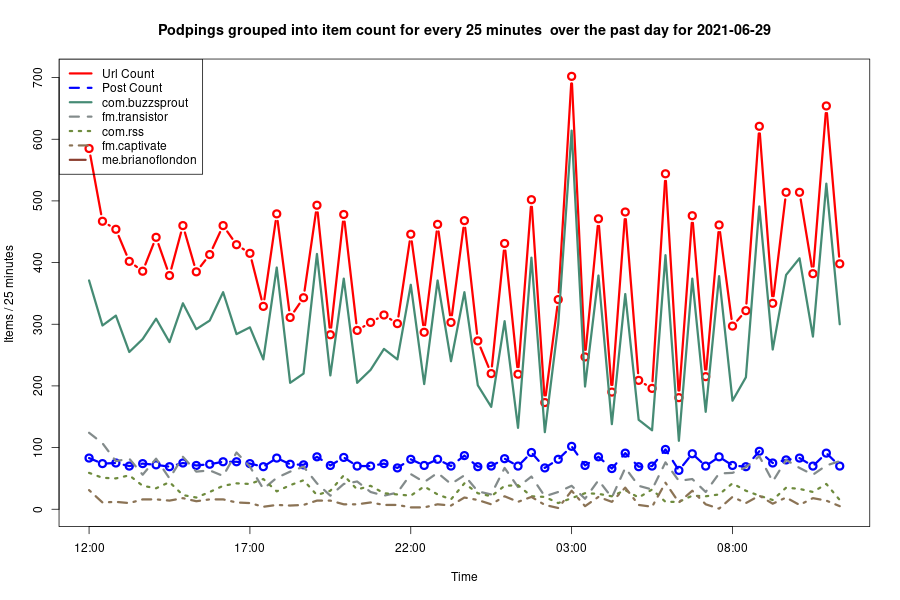 Podpings grouped into item count for every 25 minutes  over the past day for 2021-06-29
Url Count
Post Count
com.buzzsprout
fm.transistor
com.rss
fm.captivate
me.brianoflondon
Items / 25 minutes
700
600
500
400
300
200
100
0
12:00 17:00 22:00 03:00 08:00
Time